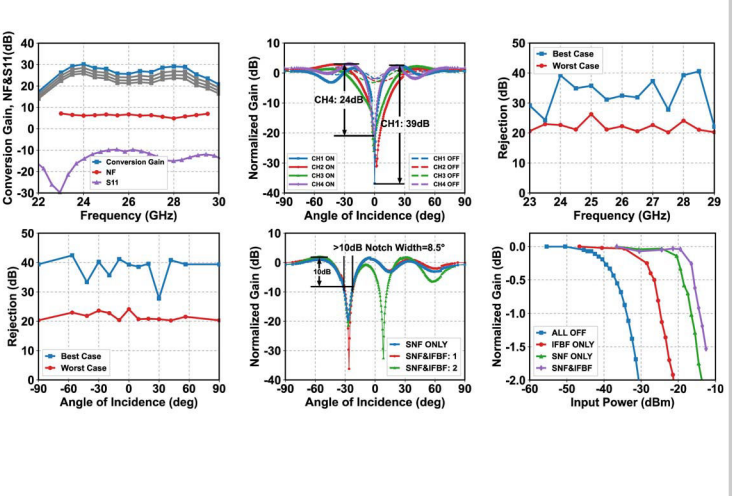 40
30
20
10
0
-10
-20
-30
22
24
26
28
30
Conversion Gain, NF&S11(dB)
Frequency (GHz)
Conversion Gain
NF
S11
10
0
-10
-20
-30
-40
-90
-60
-30
0
30
60
90
Normalized Gain (dB)
Angle of Incidence (deg)
CH4: 24dB
CH1: 39dB
CH1 ON
CH2 ON
CH3 ON
CH4 ON
CH1 OFF
CH2 OFF
CH3 OFF
CH4 OFF
50
40
30
20
10
0
23
24
25
26
27
28
29
Rejection (dB)
Frequency (GHz)
Best Case
Worst Case
50
40
30
20
10
0
-90
-60
-30
0
30
60
90
Rejection (dB)
Angle of Incidence (deg)
Best Case
Worst Case
10
0
-10
-20
-30
-40
-90
-60
-30
0
30
60
90
Normalized Gain (dB)
Angle of Incidence (deg)
>10dB Notch Width=8.5°
10dB
SNF ONLY
SNF&IFBF: 1
SNF&IFBF: 2
0.0
-0.5
-1.0
-1.5
-2.0
-60
-50
-40
-30
-20
-10
Normalized Gain (dB)
Input Power (dBm)
ALL OFF
IFBF ONLY
SNF ONLY
SNF&IFBF